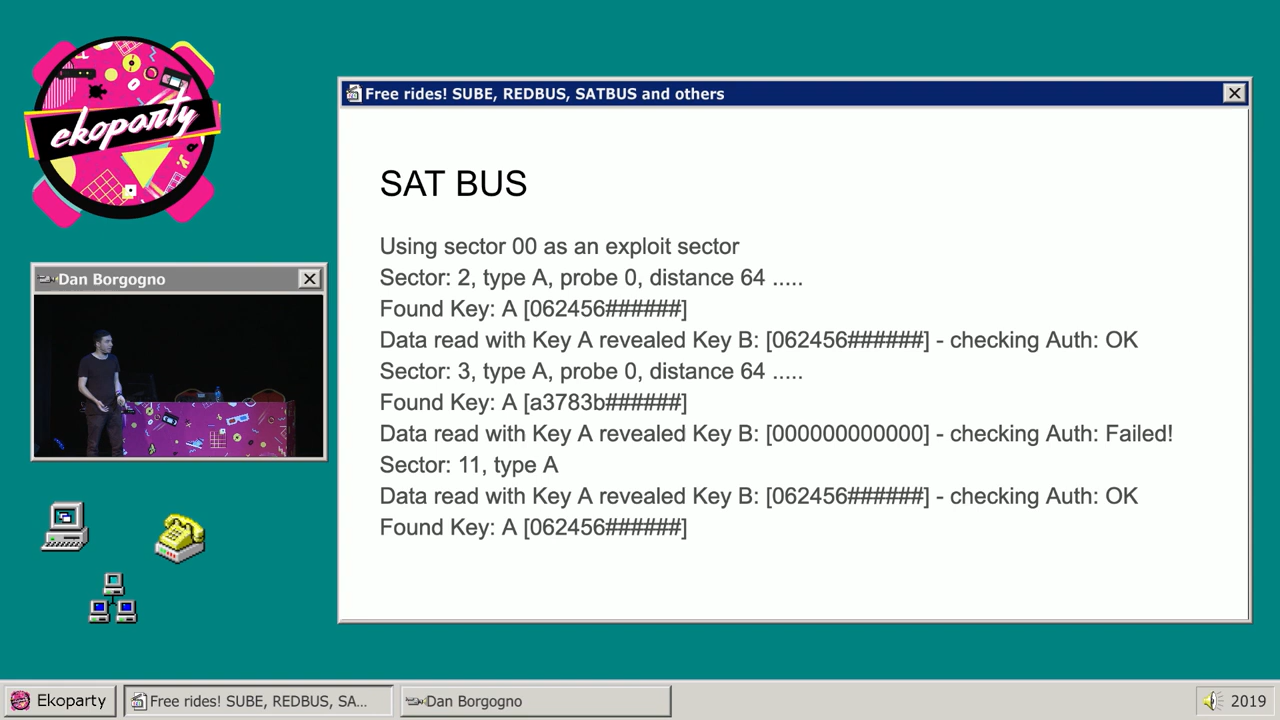 ekoparty
Free rides! SUBE, REDBUS, SATBUS and others
SAT BUS
Using sector 00 as an exploit sector
Sector: 2, type A, probe 0, distance 64 .....
Found Key: A [062456######]
Data read with Key A revealed Key B: [062456######] - checking Auth: OK
Sector: 3, type A, probe 0, distance 64 .....
Found Key: A [a3783b######]
Data read with Key A revealed Key B: [000000000000] - checking Auth: Failed!
Sector: 11, type A
Data read with Key A revealed Key B: [062456######] - checking Auth: OK
Found Key: A [062456######]
Dan Borgogno
Ekoparty
Free rides! SUBE, REDBUS, SA...
Dan Borgogno
2019